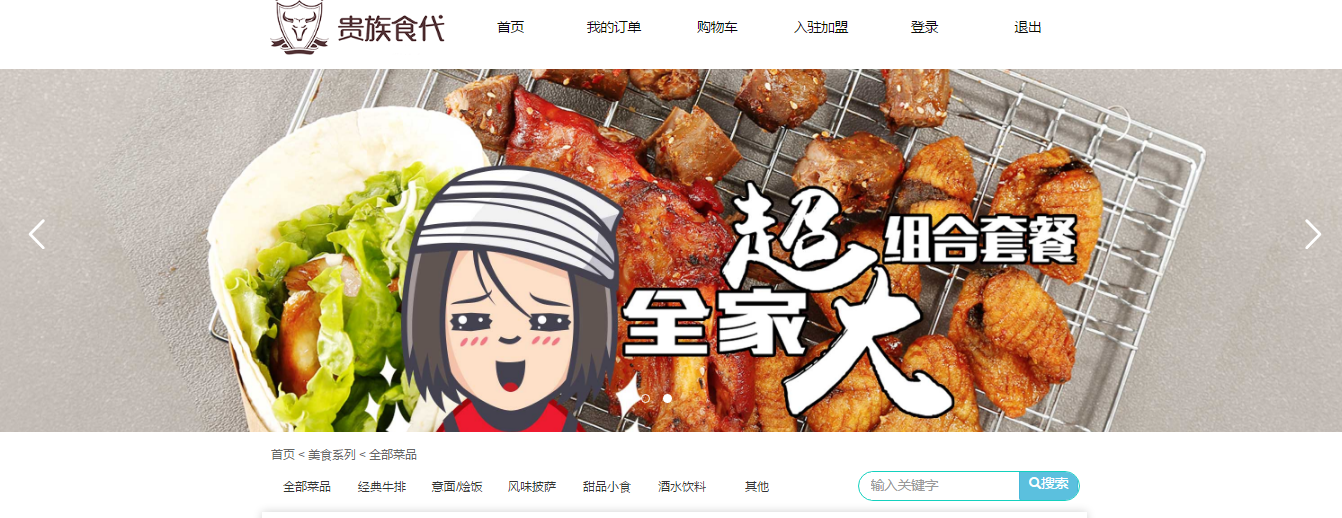 贵族食代 首页 我的订单 购物车 入驻加盟 登录 退出
超大
组合套餐
全家
首页 < 美食系列 < 全部菜品
全部菜品 经典牛排 意面/烩饭 风味披萨 甜品小食 酒水饮料 其他 输入关键字 搜索